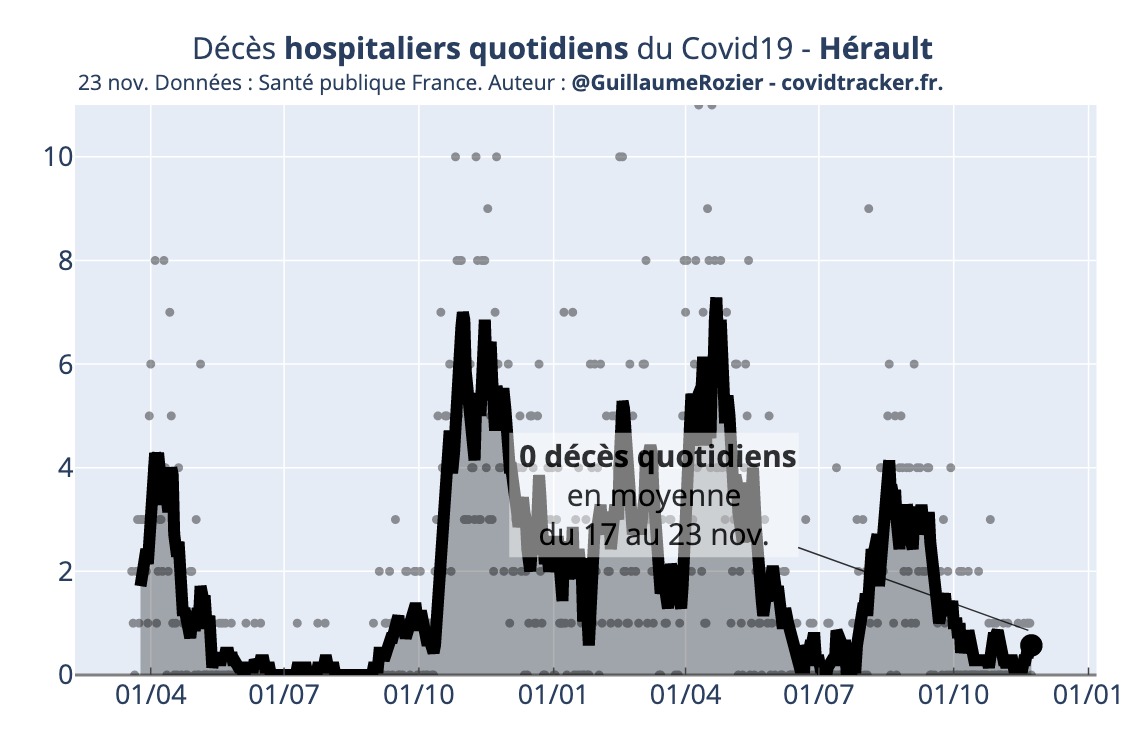 Décès hospitaliers quotidiens du Covid19 - Hérault
23 nov. Données : Santé publique France. Auteur : @GuillaumeRozier - covidtracker.fr.
10
8
6
4
2
0
0 décès quotidiens
en moyenne
du 17 au 23 nov.
01/04 01/07 01/10 01/01 01/04 01/07 01/10 01/01